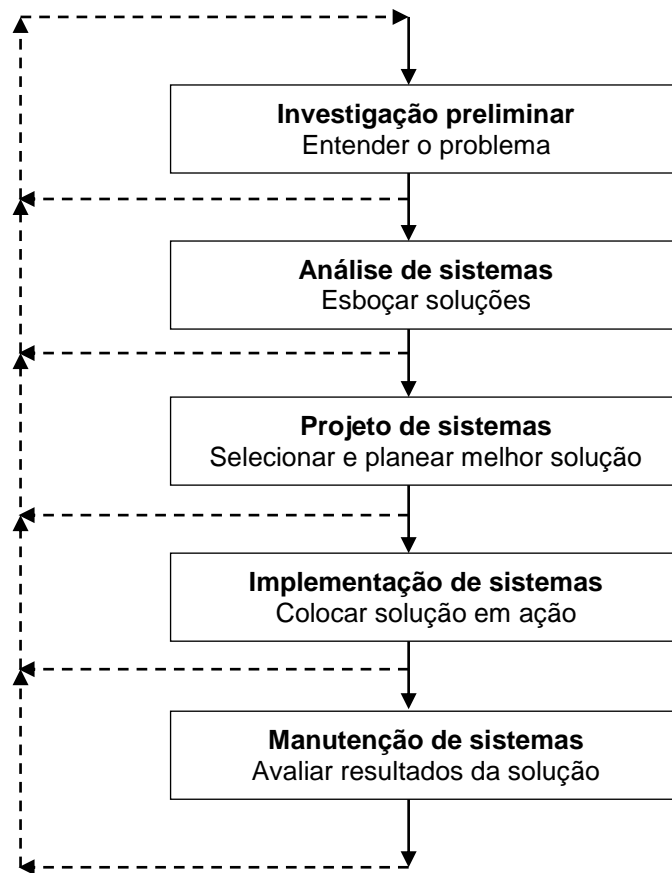 Investigação preliminar
Entender o problema
Análise de sistemas
Esboçar soluções
Projeto de sistemas
Selecionar e planear melhor solução
Implementação de sistemas
Colocar solução em ação
Manutenção de sistemas
Avaliar resultados da solução